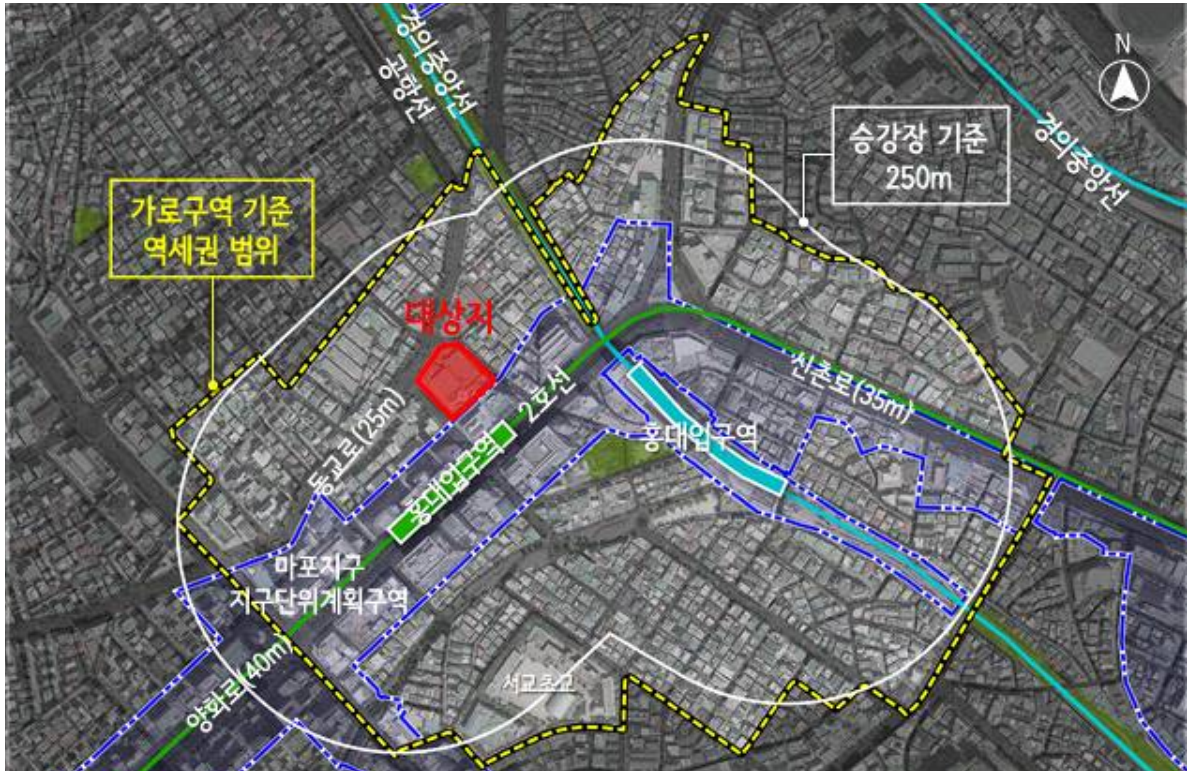 경의중앙선
공항선
N
승강장 기준
250m
경의중앙선
가로구역 기준
역세권 범위
대상지
동교로(25m)
2호선
홍대입구역
홍대입구역
신촌로(35m)
마포지구
지구단위계획구역
양화로(40m)
서교초교